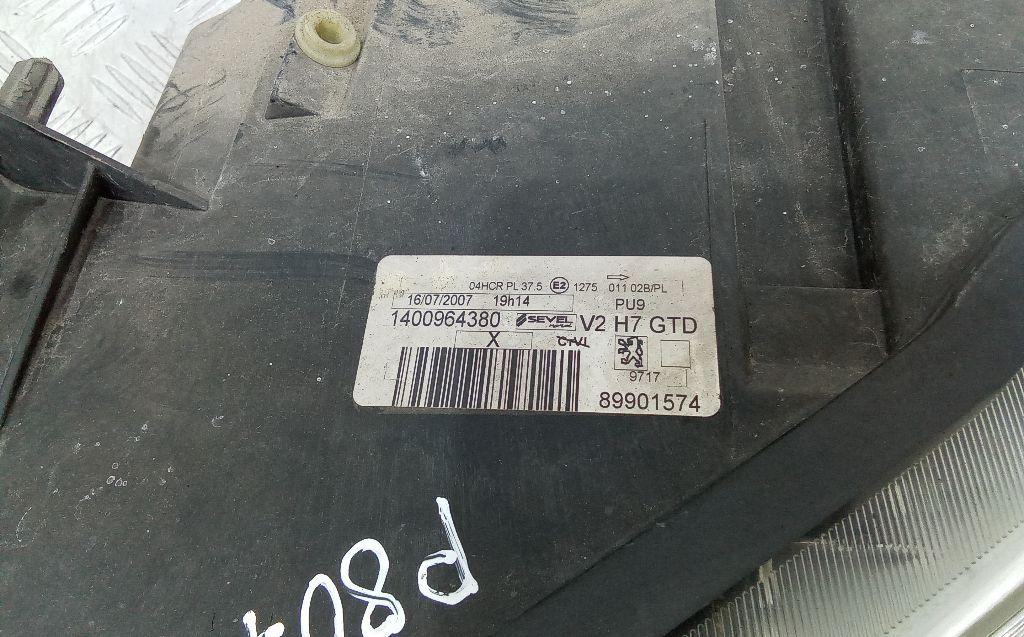 04HCR PL 37.5 E2 1275 011 02B/PL
16/07/2007 19h14 PU9
1400964380 SEVEL V2 H7 GTD
X
9717
89901574
08d